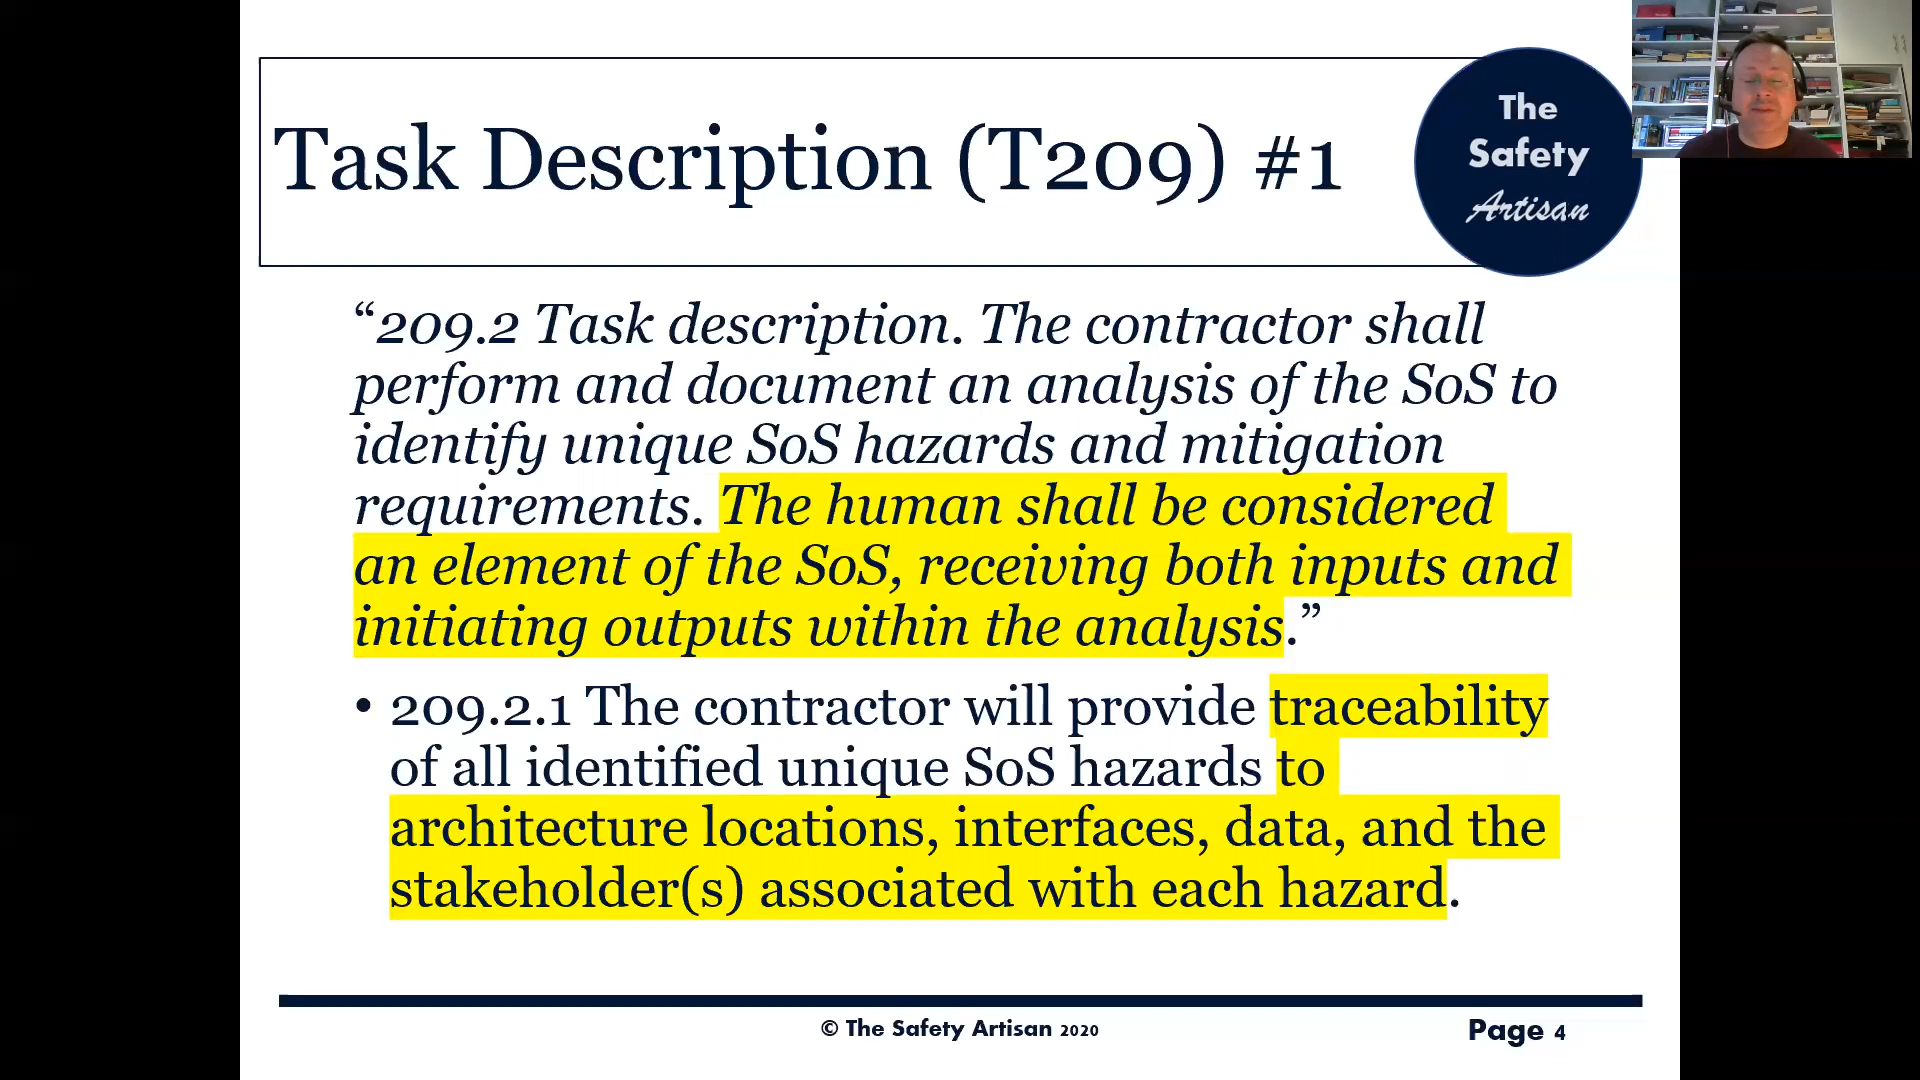 Task Description (T209) #1
The
Safety
Artisan
“209.2 Task description. The contractor shall
perform and document an analysis of the SoS to
identify unique SoS hazards and mitigation
requirements. The human shall be considered
an element of the SoS, receiving both inputs and
initiating outputs within the analysis.”
• 209.2.1 The contractor will provide traceability
of all identified unique SoS hazards to
architecture locations, interfaces, data, and the
stakeholder(s) associated with each hazard.
© The Safety Artisan 2020
Page 4